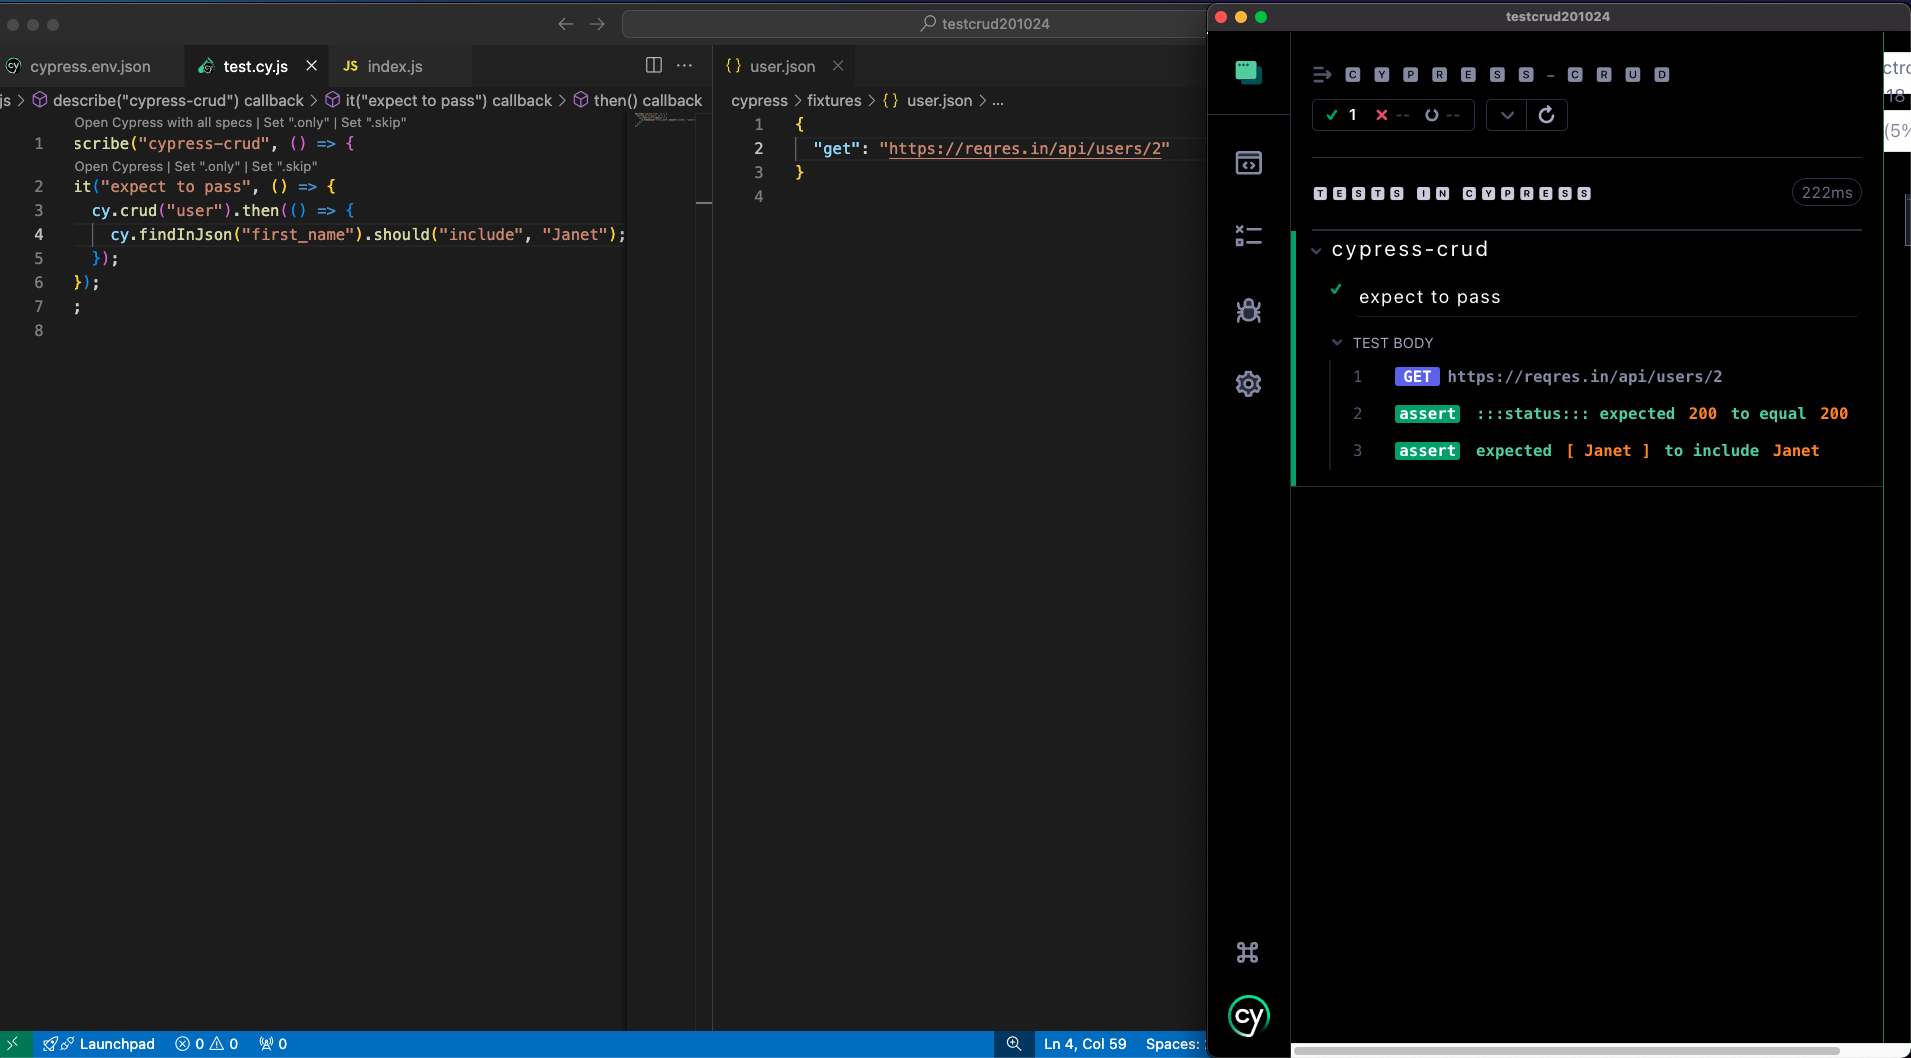 testcrud201024
cypress.env.json
test.cy.js
JS index.js
js > describe("cypress-crud") callback > it("expect to pass") callback > then() callback
Open Cypress with all specs | Set ".only" | Set ".skip"
1 scribe("cypress-crud", () => {
Open Cypress | Set ".only" | Set ".skip"
2 it("expect to pass", () => {
3 cy.crud("user").then(() => {
4 cy.findInJson("first_name").should("include", "Janet");
5 });
6 });
7 ;
8
{} user.json
cypress > fixtures > {} user.json > ...
1 {
2 "get": "https://reqres.in/api/users/2"
3 }
4
Launchpad
0 0
0
Ln 4, Col 59
Spaces:
testcrud201024
CYPRESS-CRUD
1 -- --
TESTS IN CYPRESS
222ms
cypress-crud
expect to pass
TEST BODY
1 GET https://reqres.in/api/users/2
2 assert :::status::: expected 200 to equal 200
3 assert expected [ Janet ] to include Janet
cy
ctro
18
(5%